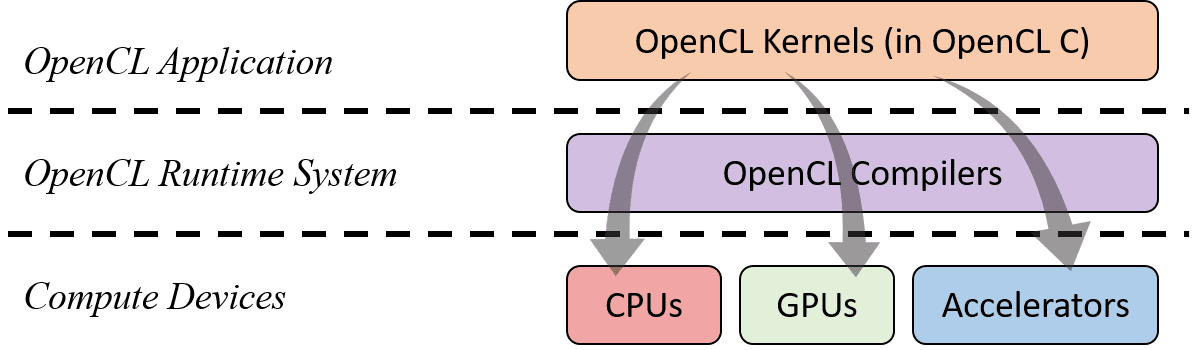 OpenCL Application
OpenCL Kernels (in OpenCL C)
OpenCL Runtime System
OpenCL Compilers
Compute Devices
CPUs
GPUs
Accelerators